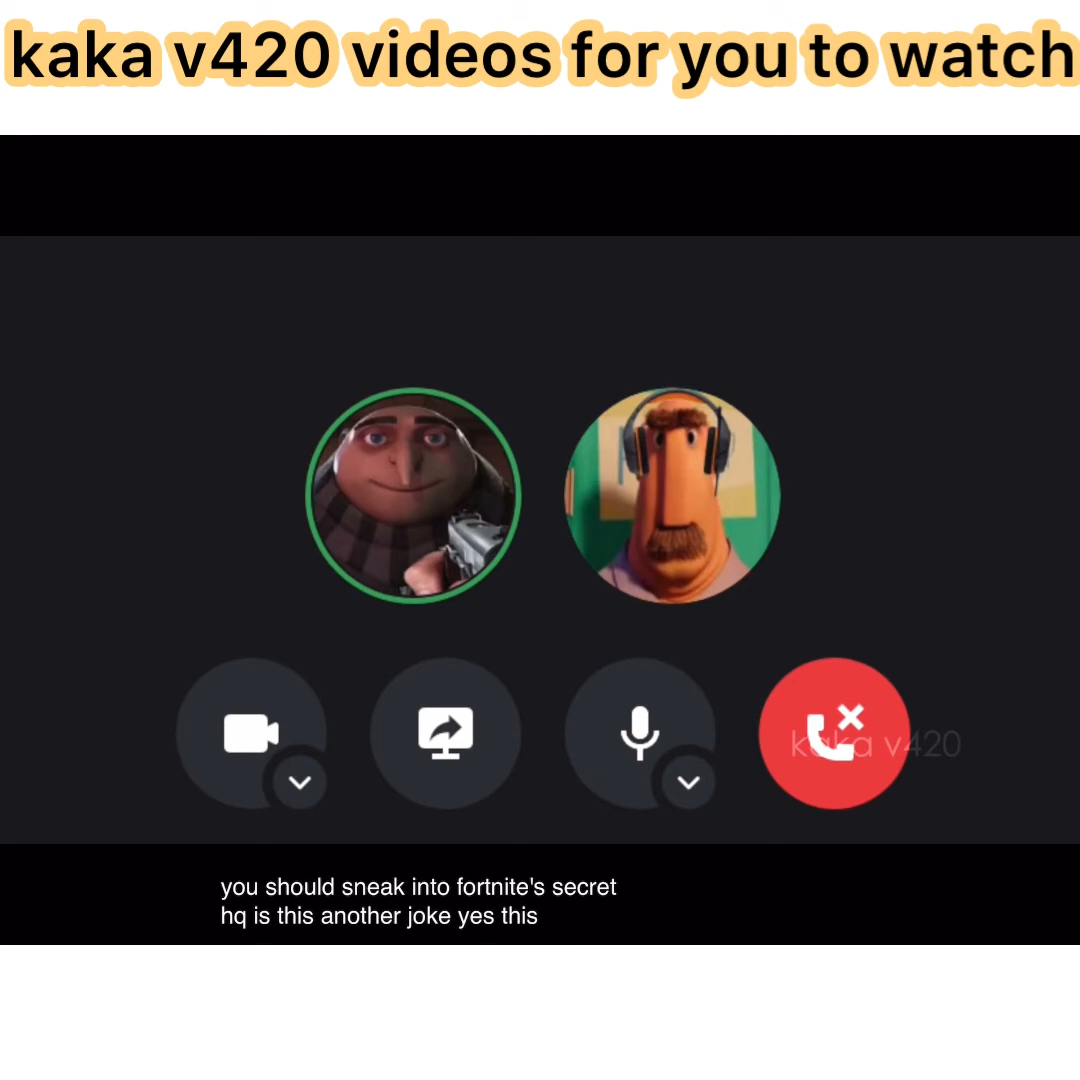 kaka v420 videos for you to watch
kaka v420
you should sneak into fortnite's secret
hq is this another joke yes this